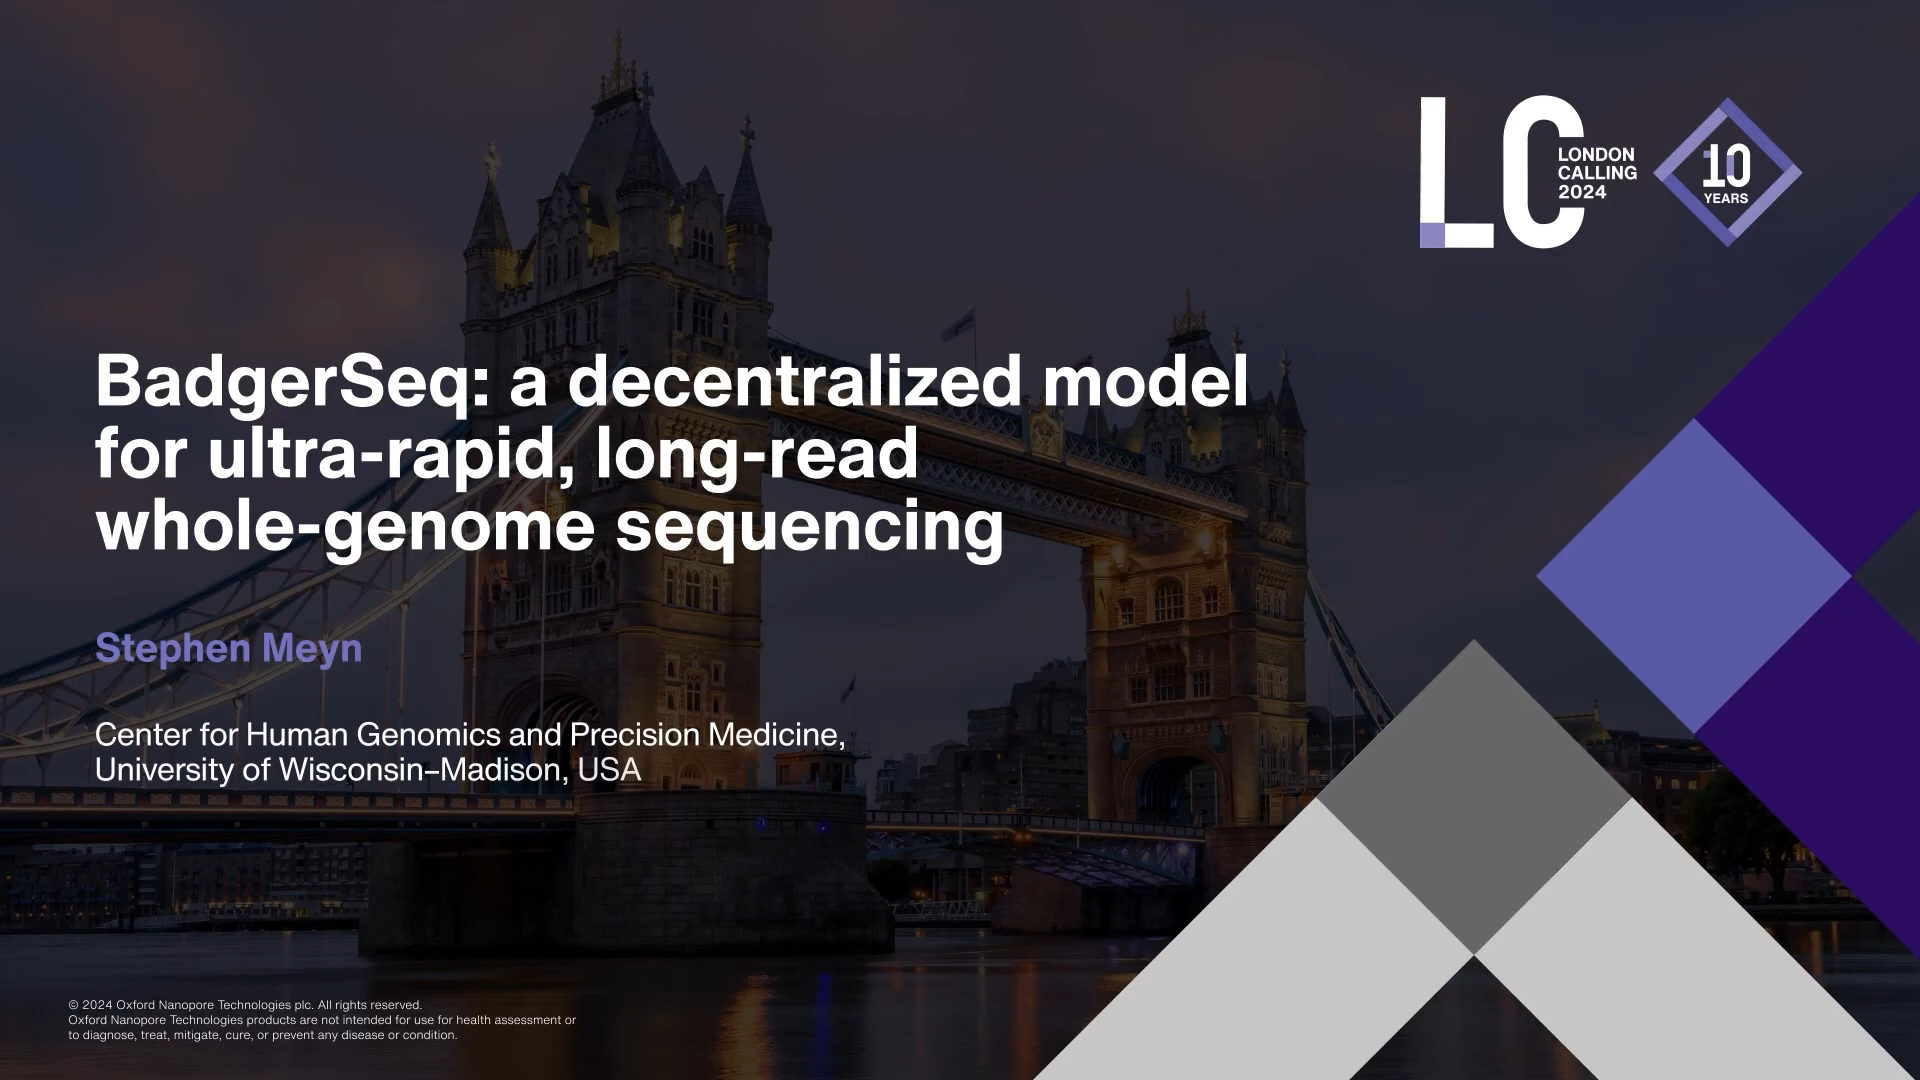 LC
LONDON
CALLING
2024
10
YEARS
BadgerSeq: a decentralized model
for ultra-rapid, long-read
whole-genome sequencing
Stephen Meyn
Center for Human Genomics and Precision Medicine,
University of Wisconsin–Madison, USA
© 2024 Oxford Nanopore Technologies plc. All rights reserved.
Oxford Nanopore Technologies products are not intended for use for health assessment or
to diagnose, treat, mitigate, cure, or prevent any disease or condition.